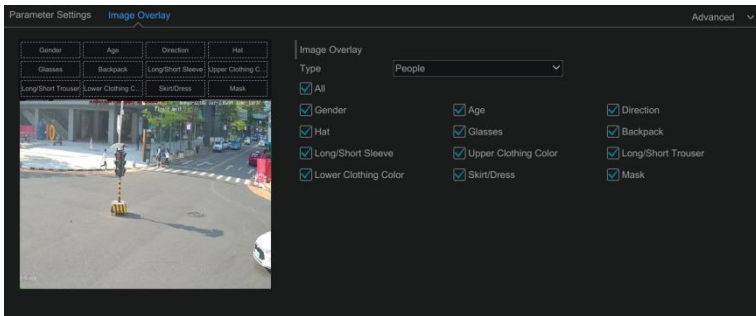 Parameter Settings Image Overlay Advanced
Gender Age Direction Hat
Glasses Backpack Long/Short Sleeve Upper Clothing C...
Long/Short Trouser Lower Clothing C... Skirt/Dress Mask
Image Overlay
Type People
All
Gender Age Direction
Hat Glasses Backpack
Long/Short Sleeve Upper Clothing Color Long/Short Trouser
Lower Clothing Color Skirt/Dress Mask